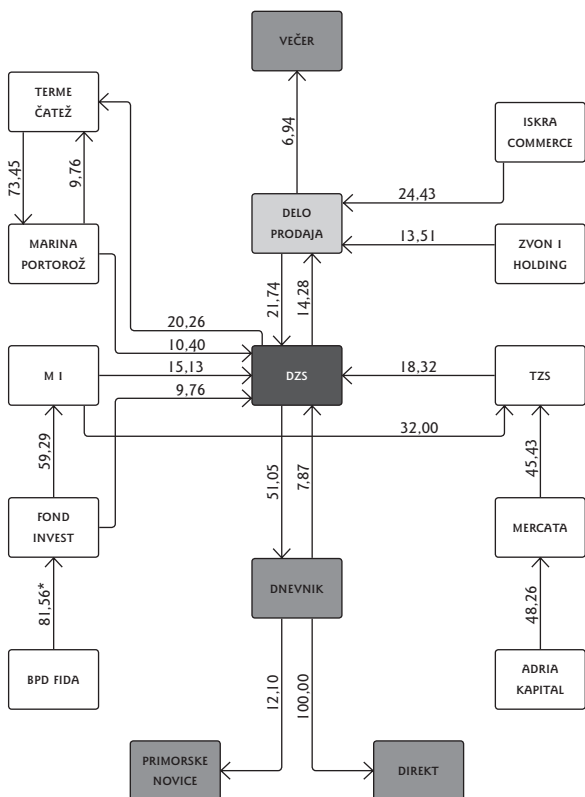 VEČER
TERME
ČATEŽ
ISKRA
COMMERCE
6,94
73,45
9,76
24,43
DELO
PRODAJA
MARINA
PORTOROŽ
13,51
ZVON I
HOLDING
21,74
14,28
20,26
10,40
M I
15,13
DZS
18,32
TZS
9,76
32,00
59,29
51,05
7,87
45,43
FOND
INVEST
MERCATA
DNEVNIK
81,56*
48,26
BPD FIDA
12,10
100,00
ADRIA
KAPITAL
PRIMORSKE
NOVICE
DIREKT